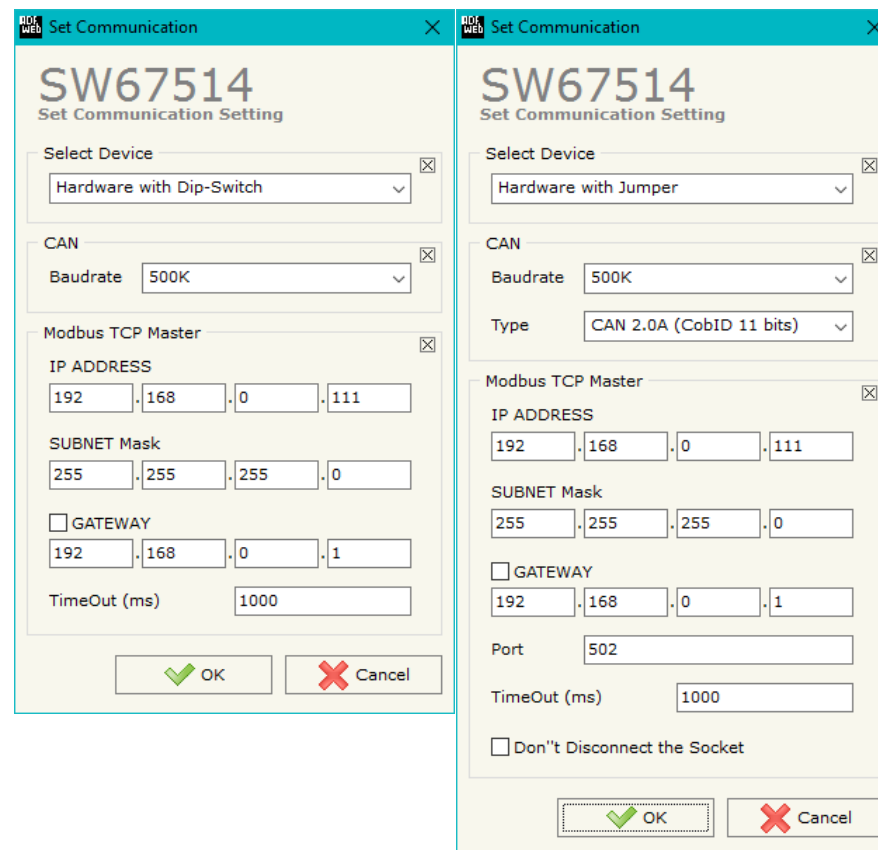 ADF WEB Set Communication
SW67514
Set Communication Setting
Select Device
Hardware with Dip-Switch
CAN
Baudrate 500K
Modbus TCP Master
IP ADDRESS
192 . 168 . 0 . 111
SUBNET Mask
255 . 255 . 255 . 0
GATEWAY
192 . 168 . 0 . 1
TimeOut (ms) 1000
OK Cancel
ADF WEB Set Communication
SW67514
Set Communication Setting
Select Device
Hardware with Jumper
CAN
Baudrate 500K
Type CAN 2.0A (CobID 11 bits)
Modbus TCP Master
IP ADDRESS
192 . 168 . 0 . 111
SUBNET Mask
255 . 255 . 255 . 0
GATEWAY
192 . 168 . 0 . 1
Port 502
TimeOut (ms) 1000
Don''t Disconnect the Socket
OK Cancel